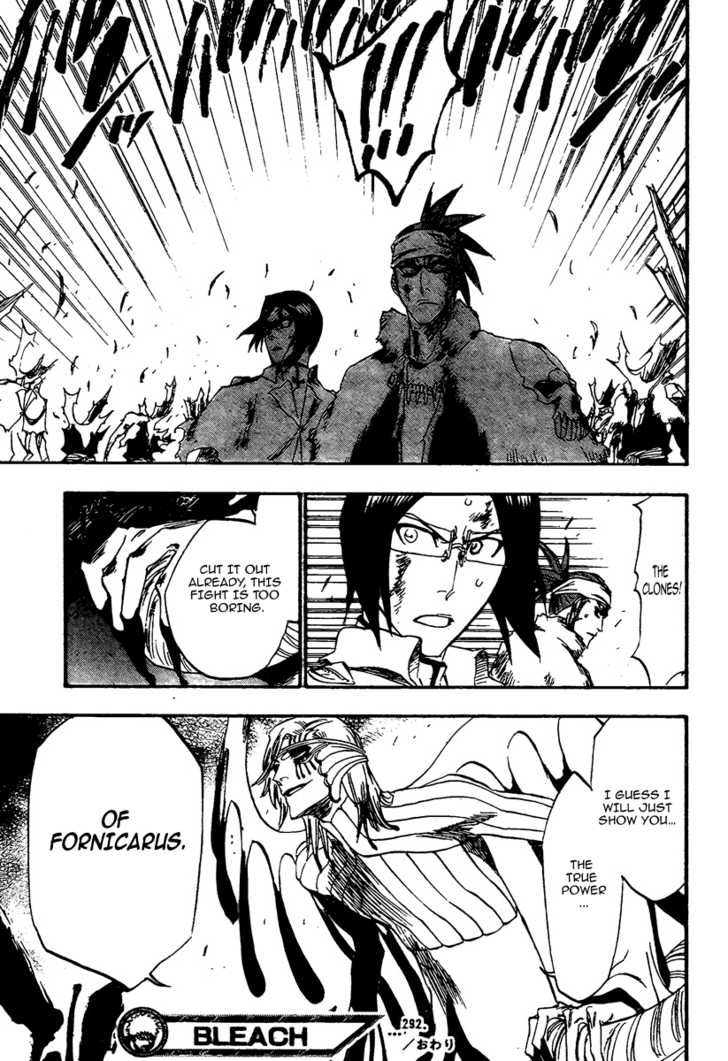 THE
CLONES!
CUT IT OUT
ALREADY, THIS
FIGHT IS TOO
BORING.
I GUESS I
WILL JUST
SHOW YOU...
THE
TRUE
POWER
...
OF
FORNICARUS.
BLEACH
...292.
/おわり